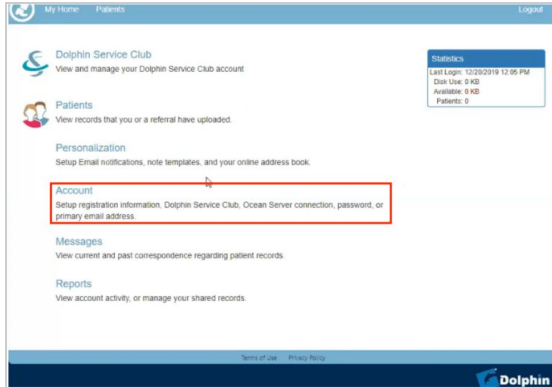 My Home Patients Logout
Dolphin Service Club
View and manage your Dolphin Service Club account
Patients
View records that you or a referral have uploaded.
Personalization
Setup Email notifications, note templates, and your online address book.
Account
Setup registration information, Dolphin Service Club, Ocean Server connection, password, or
primary email address.
Messages
View current and past correspondence regarding patient records.
Reports
View account activity, or manage your shared records.
Statistics
Last Login: 12/20/2019 12:05 PM
Disk Use: 0 KB
Available: 0 KB
Patients: 0
Terms of Use Privacy Policy
Dolphin